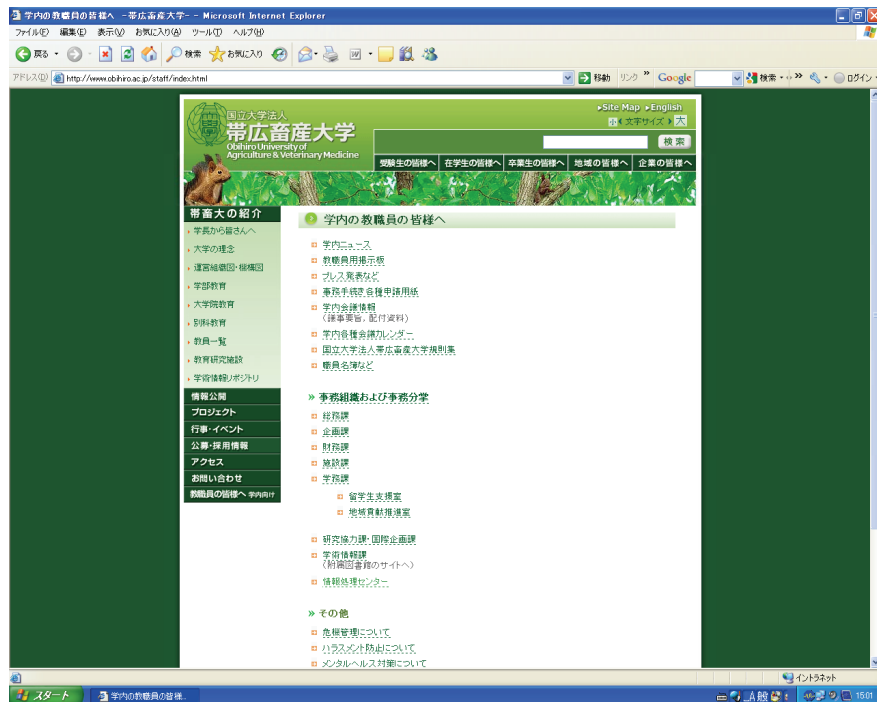 学内の教職員の皆様へ －帯広畜産大学－ - Microsoft Internet Explorer
ファイル(F) 編集(E) 表示(V) お気に入り(A) ツール(T) ヘルプ(H)
戻る 検索 お気に入り
アドレス(D) http://www.obihiro.ac.jp/staff/index.html 移動 リンク » Google 検索 » ログイン
国立大学法人
帯広畜産大学
Obihiro University of
Agriculture & Veterinary Medicine
Site Map English
小 文字サイズ 大
検索
受験生の皆様へ 在学生の皆様へ 卒業生の皆様へ 地域の皆様へ 企業の皆様へ
帯畜大の紹介
学長から皆さんへ
大学の理念
運営組織図・機構図
学部教育
大学院教育
別科教育
教員一覧
教育研究施設
学術情報リポジトリ
情報公開
プロジェクト
行事・イベント
公募・採用情報
アクセス
お問い合わせ
教職員の皆様へ 学内向け
学内の教職員の皆様へ
学内ニュース
教職員用掲示板
プレス発表など
事務手続き各種申請用紙
学内会議情報
（議事要旨，配付資料）
学内各種会議カレンダー
国立大学法人帯広畜産大学規則集
職員名簿など
» 事務組織および事務分掌
総務課
企画課
財務課
施設課
学務課
留学生支援室
地域貢献推進室
研究協力課・国際企画課
学術情報課
（附属図書館のサイトへ）
情報処理センター
» その他
危機管理について
ハラスメント防止について
メンタルヘルス対策について
イントラネット
スタート 学内の教職員の皆様... A 般 15:01